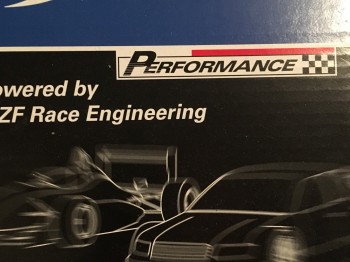 PERFORMANCE
owered by
ZF Race Engineering